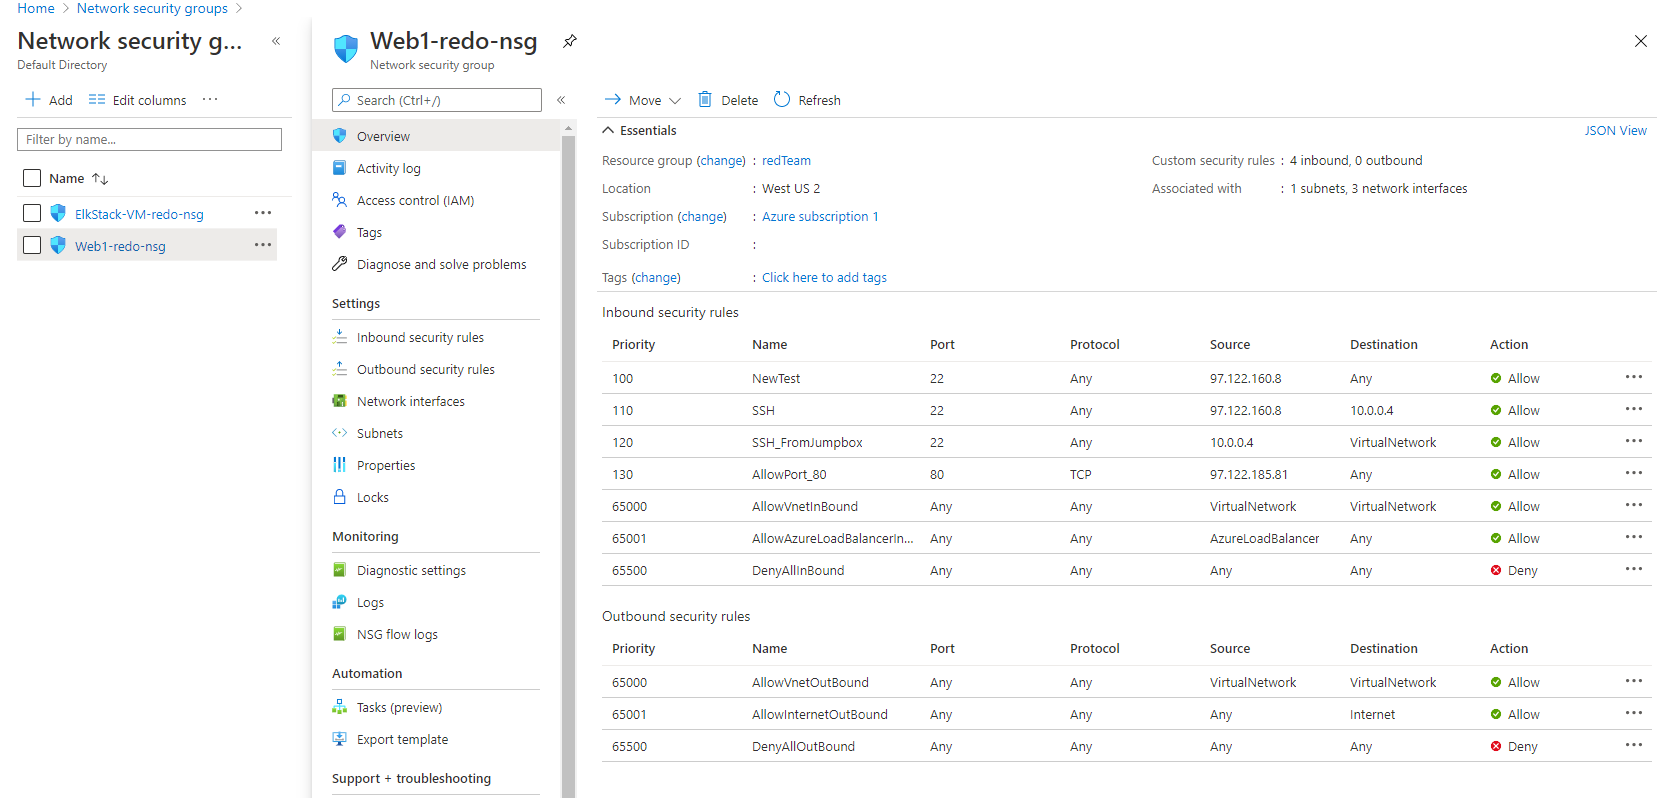 Home > Network security groups >
Network security g... «
Default Directory
+ Add Edit columns ...
Filter by name...
Name ↑↓
ElkStack-VM-redo-nsg ...
Web1-redo-nsg ...
Web1-redo-nsg
Network security group
Search (Ctrl+/) «
Overview
Activity log
Access control (IAM)
Tags
Diagnose and solve problems
Settings
Inbound security rules
Outbound security rules
Network interfaces
Subnets
Properties
Locks
Monitoring
Diagnostic settings
Logs
NSG flow logs
Automation
Tasks (preview)
Export template
Support + troubleshooting
Move Delete Refresh
Essentials JSON View
Resource group (change) : redTeam Custom security rules : 4 inbound, 0 outbound
Location : West US 2 Associated with : 1 subnets, 3 network interfaces
Subscription (change) : Azure subscription 1
Subscription ID :
Tags (change) : Click here to add tags
Inbound security rules
Priority Name Port Protocol Source Destination Action
100 NewTest 22 Any 97.122.160.8 Any Allow ...
110 SSH 22 Any 97.122.160.8 10.0.0.4 Allow ...
120 SSH_FromJumpbox 22 Any 10.0.0.4 VirtualNetwork Allow ...
130 AllowPort_80 80 TCP 97.122.185.81 Any Allow ...
65000 AllowVnetInBound Any Any VirtualNetwork VirtualNetwork Allow ...
65001 AllowAzureLoadBalancerIn... Any Any AzureLoadBalancer Any Allow ...
65500 DenyAllInBound Any Any Any Any Deny ...
Outbound security rules
Priority Name Port Protocol Source Destination Action
65000 AllowVnetOutBound Any Any VirtualNetwork VirtualNetwork Allow ...
65001 AllowInternetOutBound Any Any Any Internet Allow ...
65500 DenyAllOutBound Any Any Any Any Deny ...